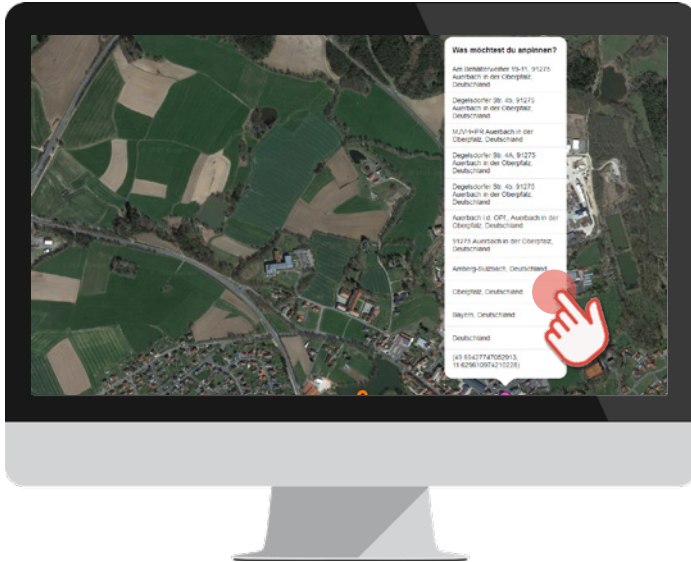 Was möchtest du anpinnen?
Am Behälterweiher 10-11, 91275
Auerbach in der Oberpfalz,
Deutschland
Degelsdorfer Str. 4b, 91275
Auerbach in der Oberpfalz,
Deutschland
Auerbach in der
Oberpfalz, Deutschland
Degelsdorfer Str. 4A, 91275
Auerbach in der Oberpfalz,
Deutschland
Degelsdorfer Str. 4b, 91275
Auerbach in der Oberpfalz,
Deutschland
Auerbach i.d. OPf., Auerbach in der
Oberpfalz, Deutschland
91275 Auerbach in der Oberpfalz,
Deutschland
Amberg-Sulzbach, Deutschland
Oberpfalz, Deutschland
Bayern, Deutschland
Deutschland